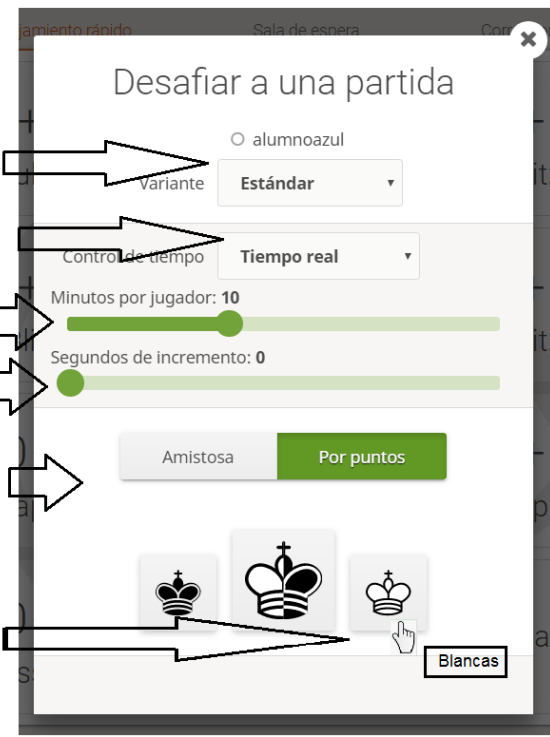 jamiento rápido Sala de espera Com
Desafiar a una partida
alumnoazul
Variante Estándar
Control de tiempo Tiempo real
Minutos por jugador: 10
Segundos de incremento: 0
Amistosa Por puntos
Blancas